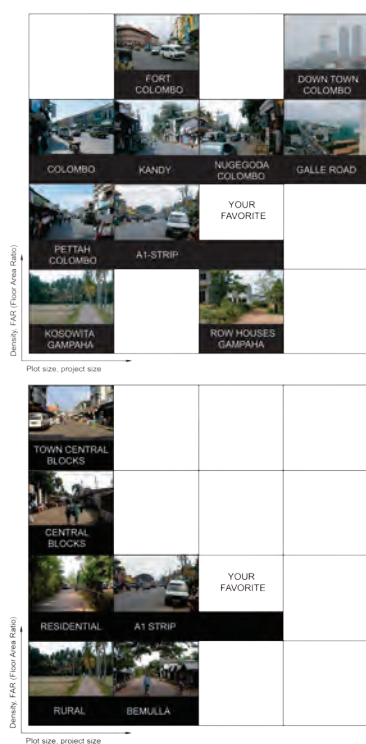 FORT
COLOMBO
DOWN TOWN
COLOMBO
COLOMBO
KANDY
NUGEGODA
COLOMBO
GALLE ROAD
PETTAH
COLOMBO
A1-STRIP
YOUR
FAVORITE
KOSOWITA
GAMPAHA
ROW HOUSES
GAMPAHA
Density, FAR (Floor Area Ratio)
Plot size, project size
TOWN CENTRAL
BLOCKS
CENTRAL
BLOCKS
RESIDENTIAL
A1 STRIP
YOUR
FAVORITE
RURAL
BEMULLA
Density, FAR (Floor Area Ratio)
Plot size, project size